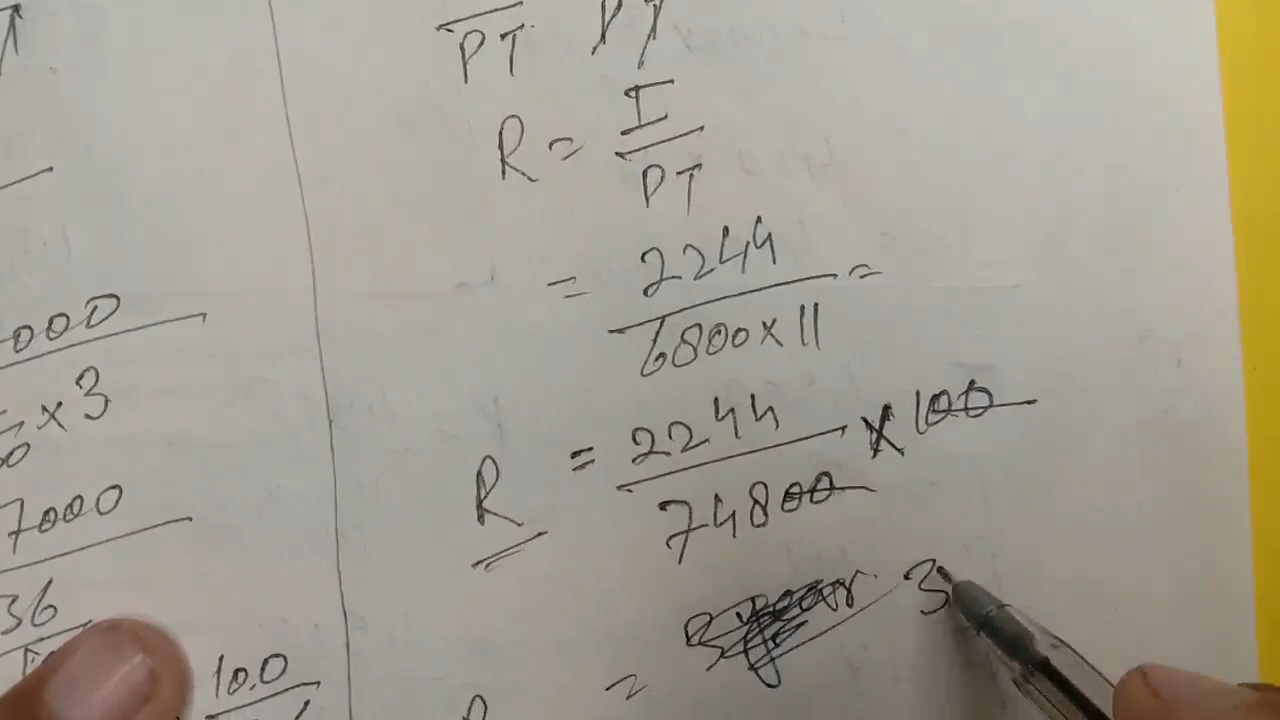 PT PT
R = I
PT
= 2244 =
6800 x 11
R = 2244 x 100
74800
= 3
000
x 3
7000
36
10.0